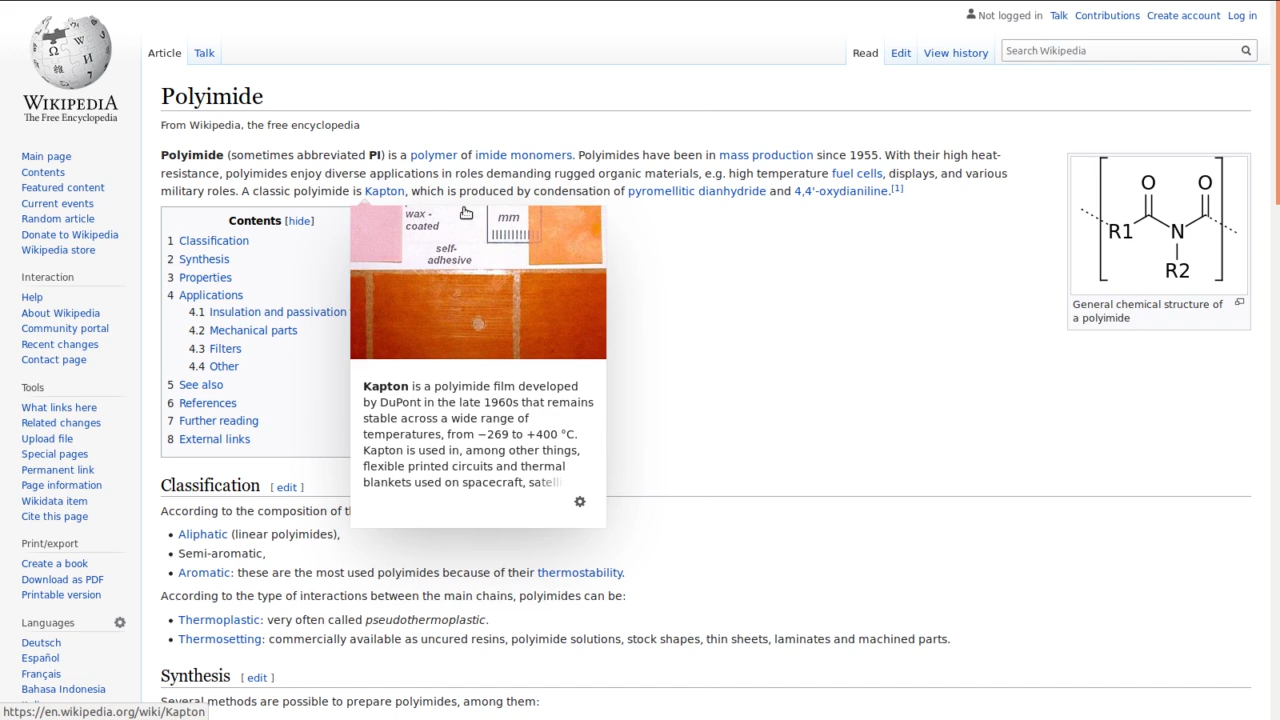 Not logged in Talk Contributions Create account Log in
Article Talk Read Edit View history Search Wikipedia
WIKIPEDIA
The Free Encyclopedia
Main page
Contents
Featured content
Current events
Random article
Donate to Wikipedia
Wikipedia store
Interaction
Help
About Wikipedia
Community portal
Recent changes
Contact page
Tools
What links here
Related changes
Upload file
Special pages
Permanent link
Page information
Wikidata item
Cite this page
Print/export
Create a book
Download as PDF
Printable version
Languages
Deutsch
Español
Français
Bahasa Indonesia
Polyimide
From Wikipedia, the free encyclopedia
Polyimide (sometimes abbreviated PI) is a polymer of imide monomers. Polyimides have been in mass production since 1955. With their high heat-
resistance, polyimides enjoy diverse applications in roles demanding rugged organic materials, e.g. high temperature fuel cells, displays, and various
military roles. A classic polyimide is Kapton, which is produced by condensation of pyromellitic dianhydride and 4,4'-oxydianiline.[1]
Contents [hide]
1 Classification
2 Synthesis
3 Properties
4 Applications
4.1 Insulation and passivation
4.2 Mechanical parts
4.3 Filters
4.4 Other
5 See also
6 References
7 Further reading
8 External links
wax -
coated
mm
self-
adhesive
Kapton is a polyimide film developed
by DuPont in the late 1960s that remains
stable across a wide range of
temperatures, from −269 to +400 °C.
Kapton is used in, among other things,
flexible printed circuits and thermal
blankets used on spacecraft,
O O
R1 N
R2
General chemical structure of
a polyimide
Classification [ edit ]
According to the composition of
Aliphatic (linear polyimides),
Semi-aromatic,
Aromatic: these are the most used polyimides because of their thermostability.
According to the type of interactions between the main chains, polyimides can be:
Thermoplastic: very often called pseudothermoplastic.
Thermosetting: commercially available as uncured resins, polyimide solutions, stock shapes, thin sheets, laminates and machined parts.
Synthesis [ edit ]
Several methods are possible to prepare polyimides, among them:
https://en.wikipedia.org/wiki/Kapton